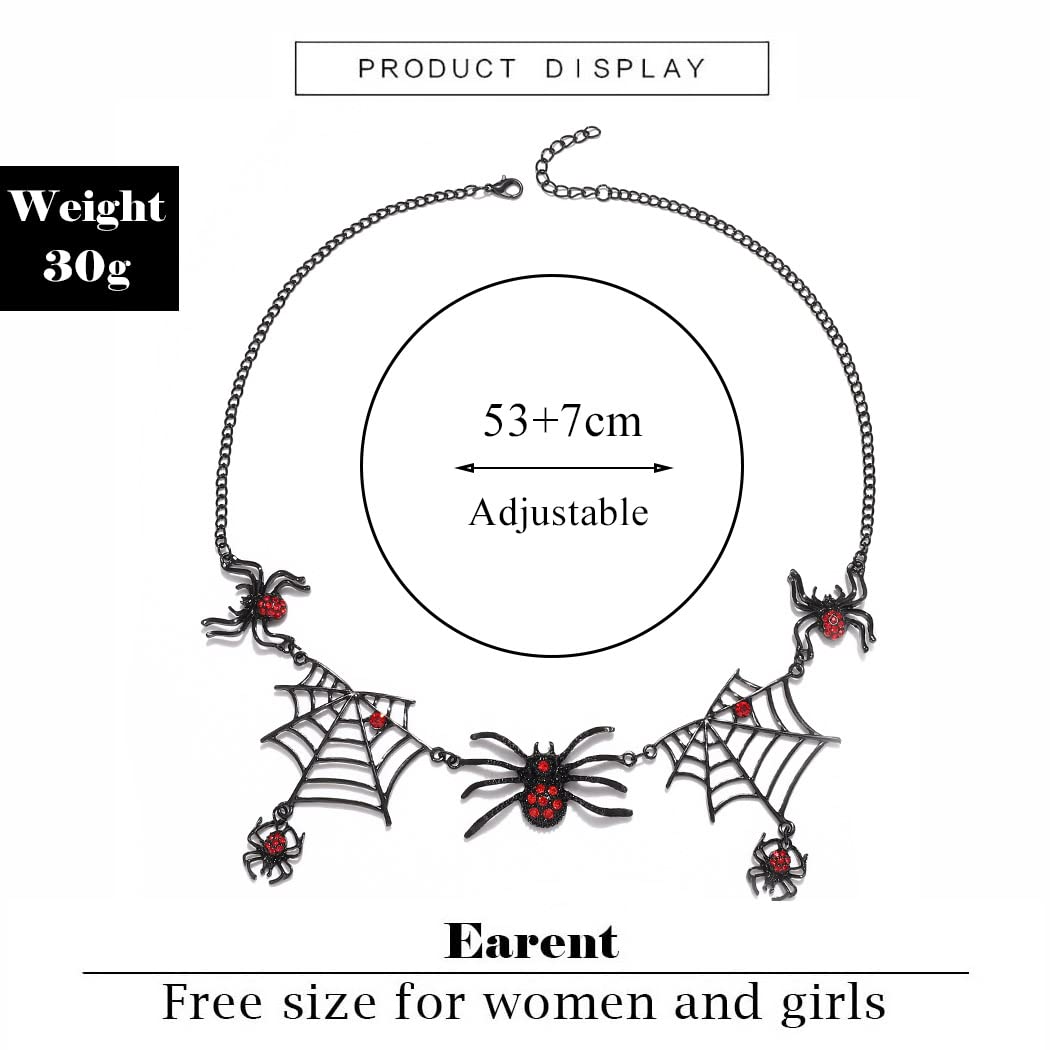 PRODUCT DISPLAY
Weight
30g
53+7cm
Adjustable
Earent
Free size for women and girls